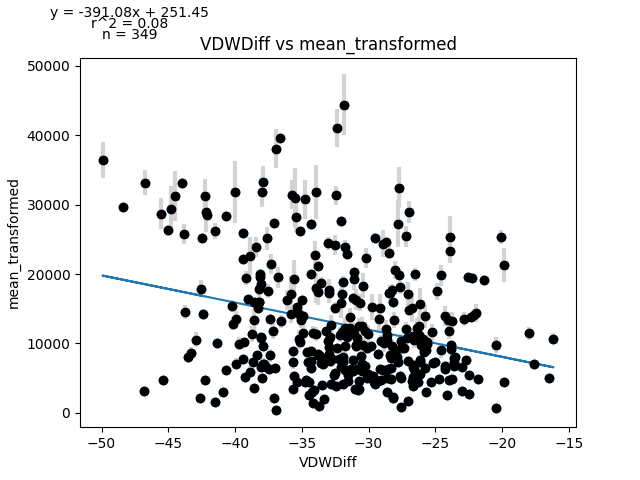 y = -391.08x + 251.45
r^2 = 0.08
n = 349
VDWDiff vs mean_transformed
50000
40000
30000
20000
10000
0
mean_transformed
−50
−45
−40
−35
−30
−25
−20
−15
VDWDiff